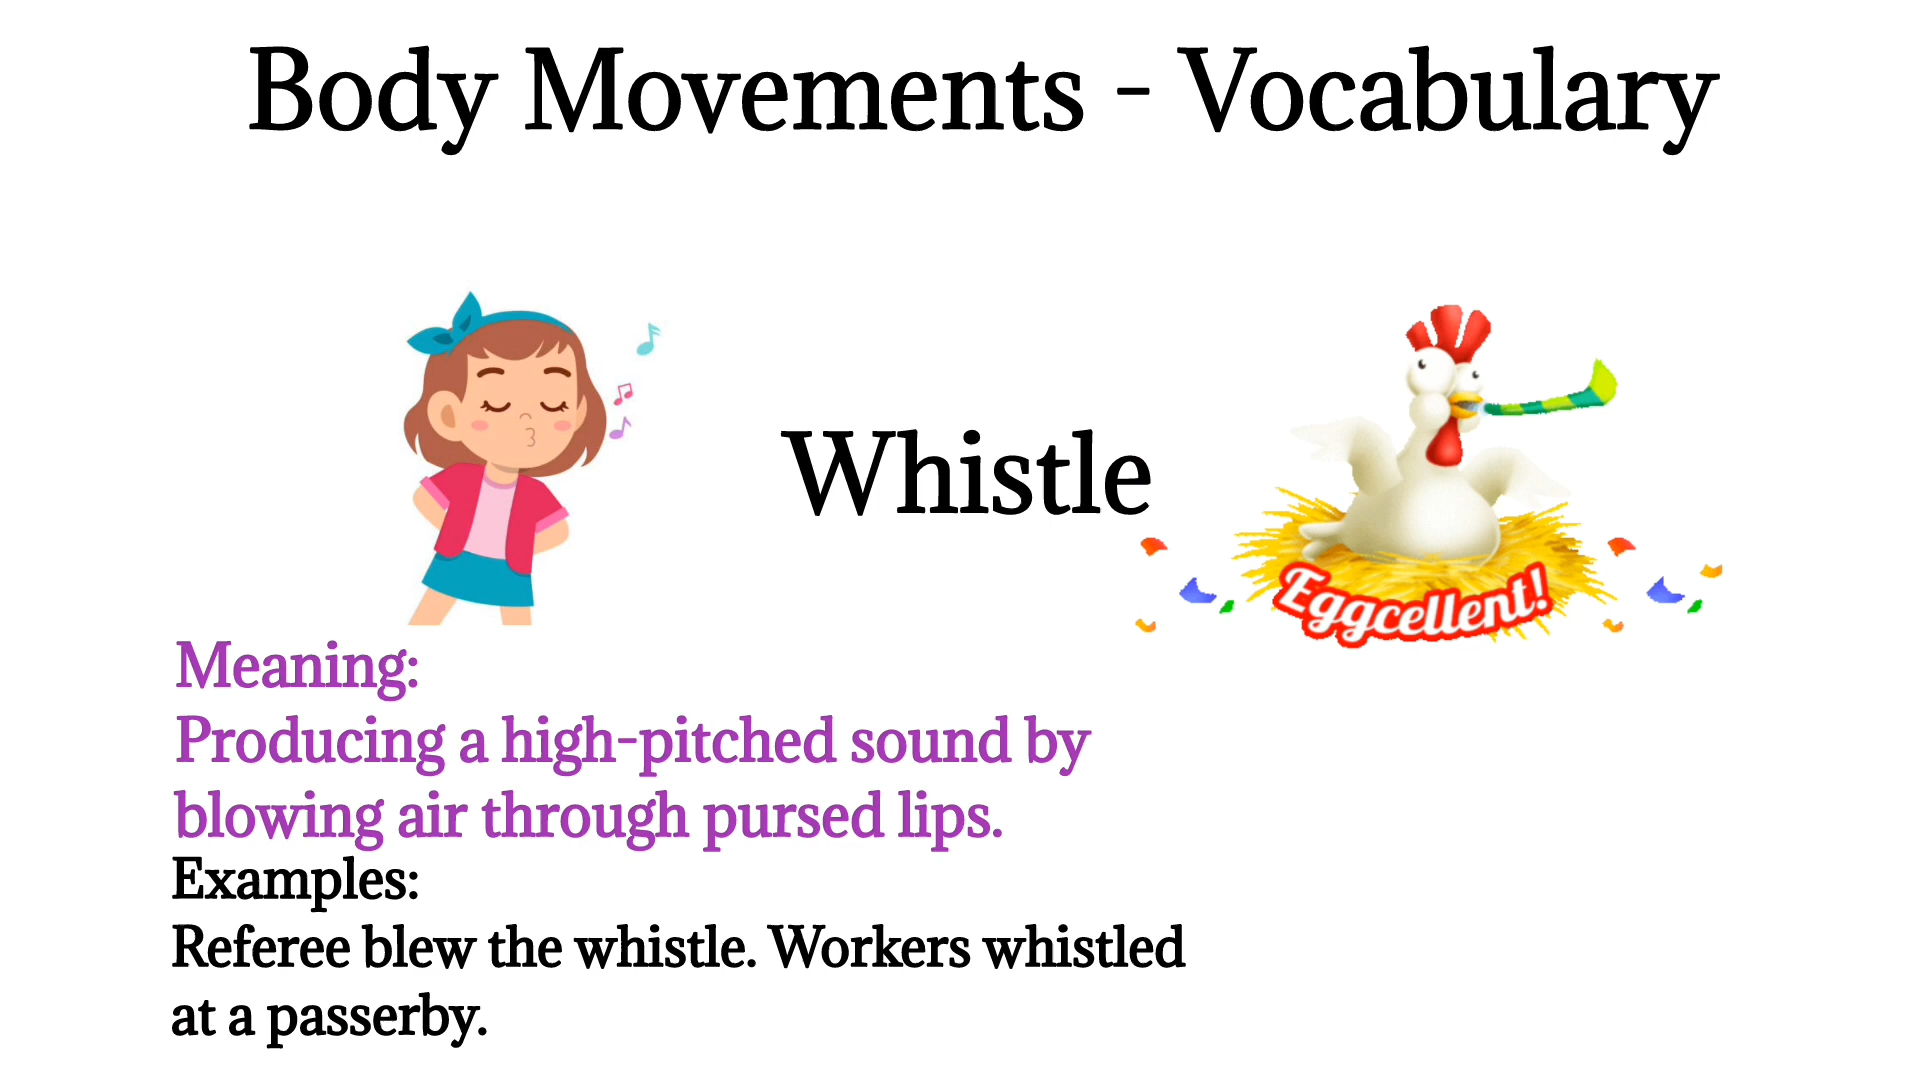 Body Movements - Vocabulary
Whistle
Eggcellent!
Meaning:
Producing a high-pitched sound by
blowing air through pursed lips.
Examples:
Referee blew the whistle. Workers whistled
at a passerby.